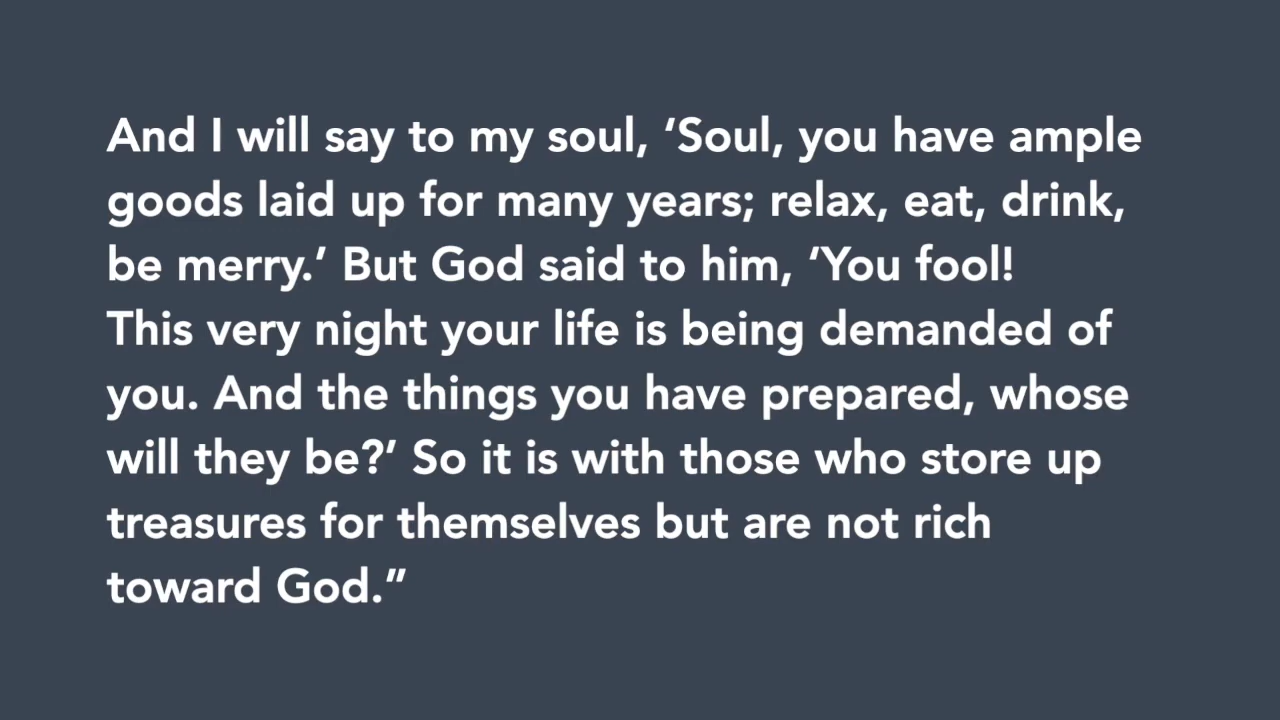 And I will say to my soul, ‘Soul, you have ample
goods laid up for many years; relax, eat, drink,
be merry.’ But God said to him, ‘You fool!
This very night your life is being demanded of
you. And the things you have prepared, whose
will they be?’ So it is with those who store up
treasures for themselves but are not rich
toward God.”